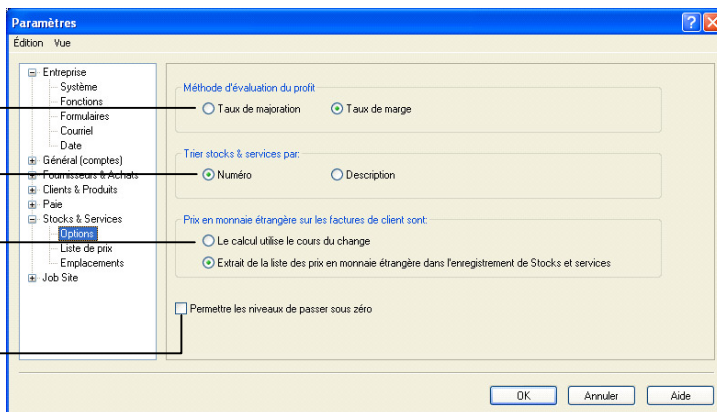 Paramètres
Édition Vue
Entreprise
Système
Fonctions
Formulaires
Courriel
Date
Général (comptes)
Fournisseurs & Achats
Clients & Produits
Paie
Stocks & Services
Options
Liste de prix
Emplacements
Job Site
Méthode d'évaluation du profit
Taux de majoration Taux de marge
Trier stocks & services par:
Numéro Description
Prix en monnaie étrangère sur les factures de client sont:
Le calcul utilise le cours du change
Extrait de la liste des prix en monnaie étrangère dans l'enregistrement de Stocks et services
Permettre les niveaux de passer sous zéro
OK Annuler Aide